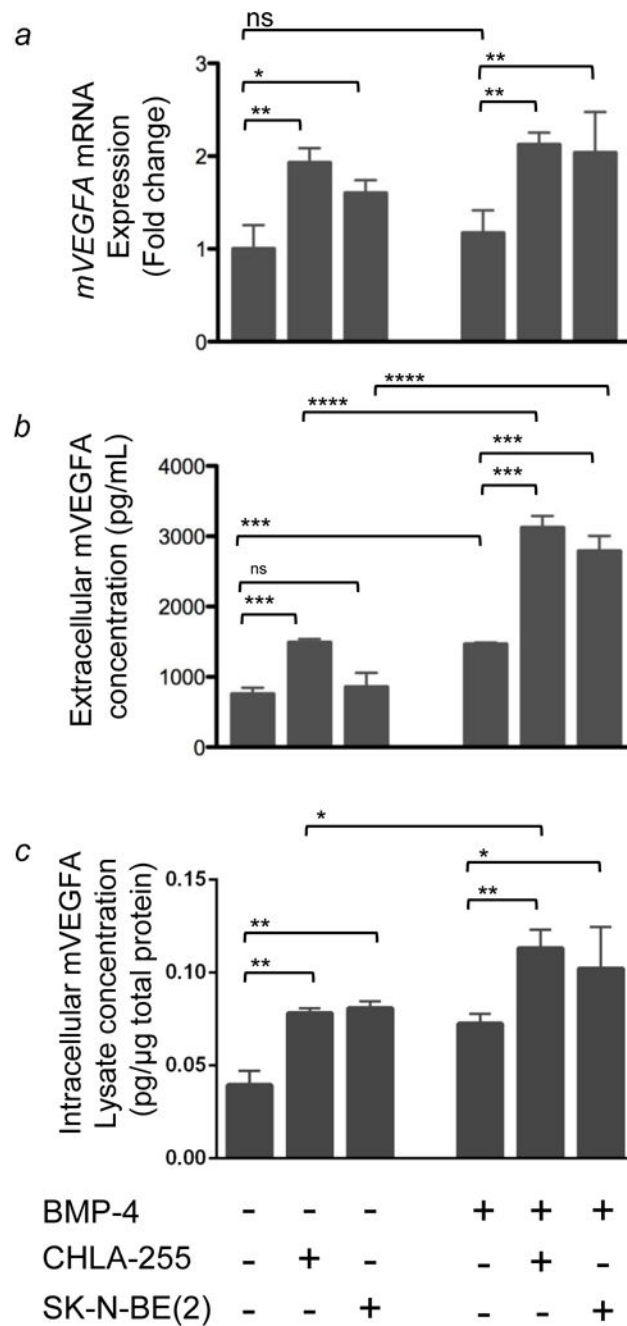 a
ns
*
**
**
**
mVEGFA mRNA
Expression
(Fold change)
3
2
1
0
****
****
b
***
***
***
ns
***
Extracellular mVEGFA
concentration (pg/mL)
4000
3000
2000
1000
0
*
c
*
**
**
**
Intracellular mVEGFA
Lysate concentration
(pg/µg total protein)
0.15
0.10
0.05
0.00
BMP-4 - - - + + +
CHLA-255 - + - - + -
SK-N-BE(2) - - + - - +